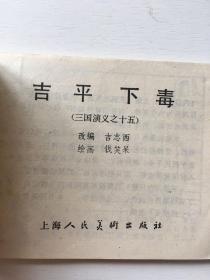 吉平下毒
(三国演义之十五)
改编 吉志西
绘画 钱笑呆
上海人民美術出版社